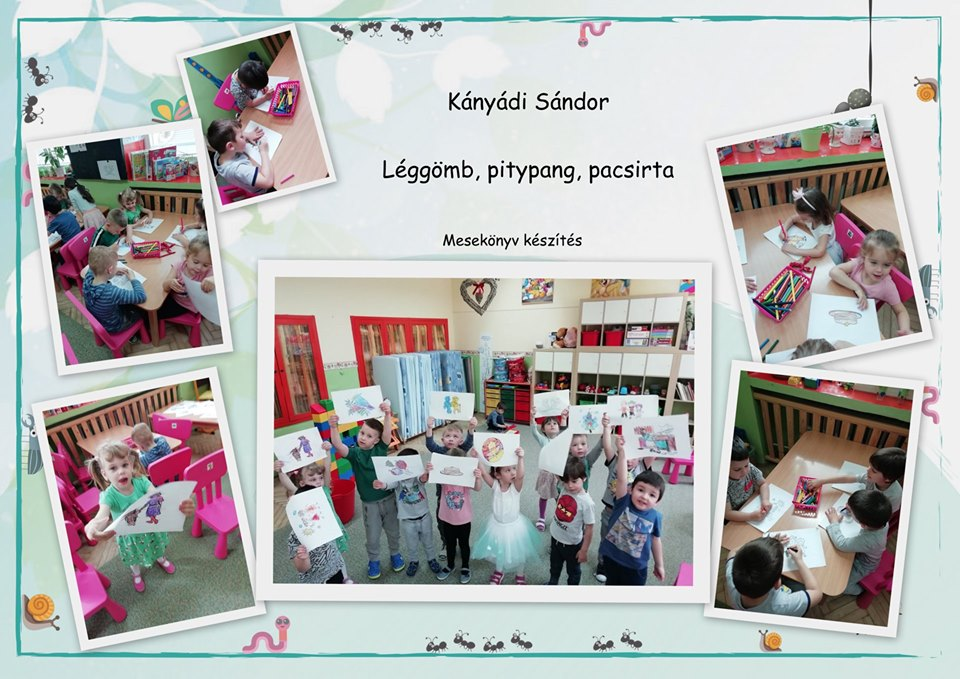 Kányádi Sándor
Léggömb, pitypang, pacsirta
Mesekönyv készítés